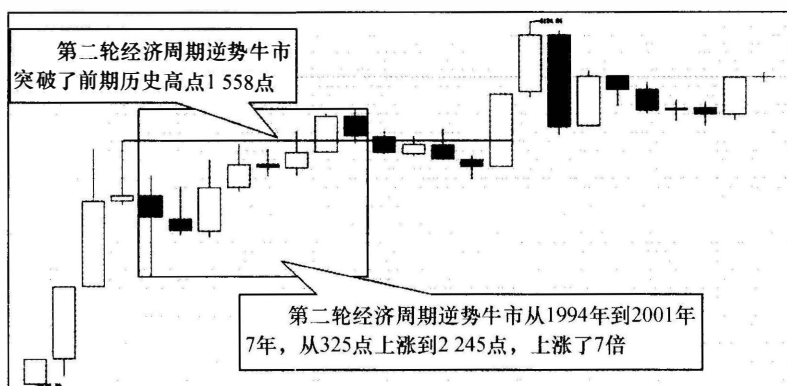 第二轮经济周期逆势牛市
突破了前期历史高点1 558点
第二轮经济周期逆势牛市从1994年到2001年
7年，从325点上涨到2 245点，上涨了7倍